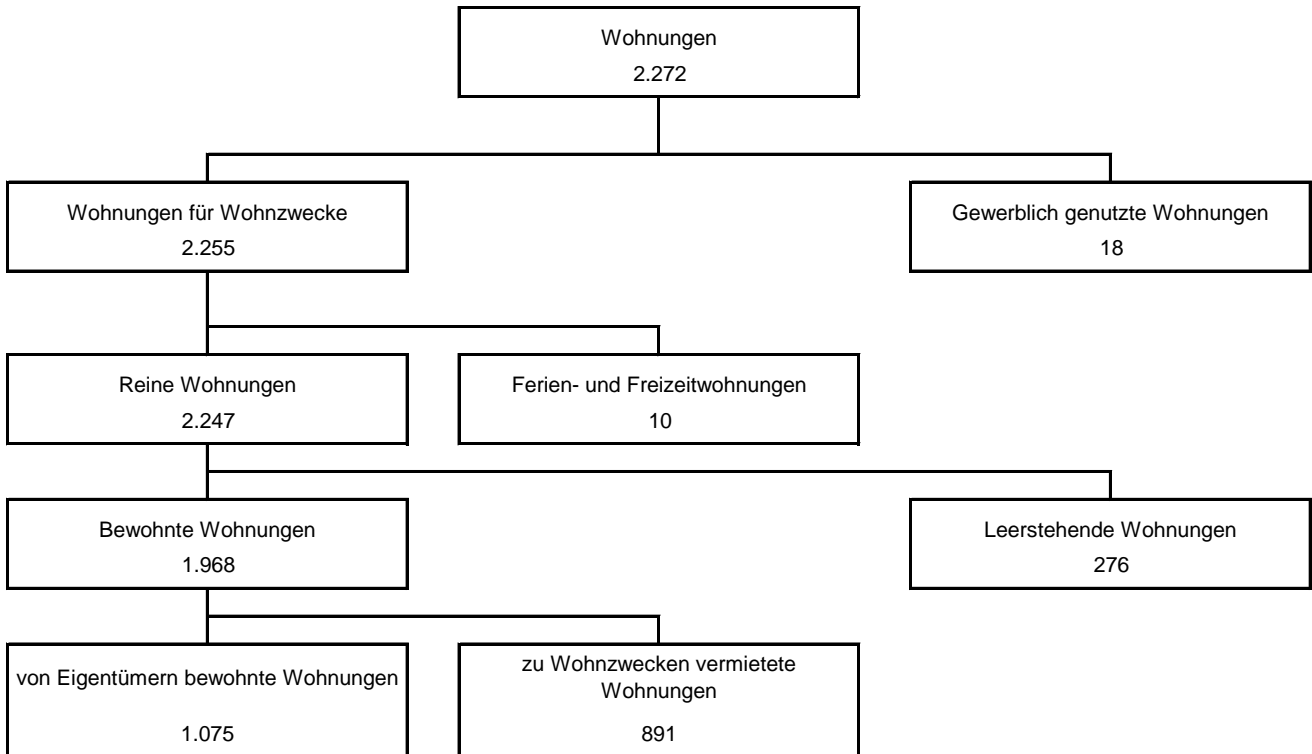 Wohnungen
2.272
Wohnungen für Wohnzwecke
2.255
Gewerblich genutzte Wohnungen
18
Reine Wohnungen
2.247
Ferien- und Freizeitwohnungen
10
Bewohnte Wohnungen
1.968
Leerstehende Wohnungen
276
von Eigentümern bewohnte Wohnungen
1.075
zu Wohnzwecken vermietete
Wohnungen
891